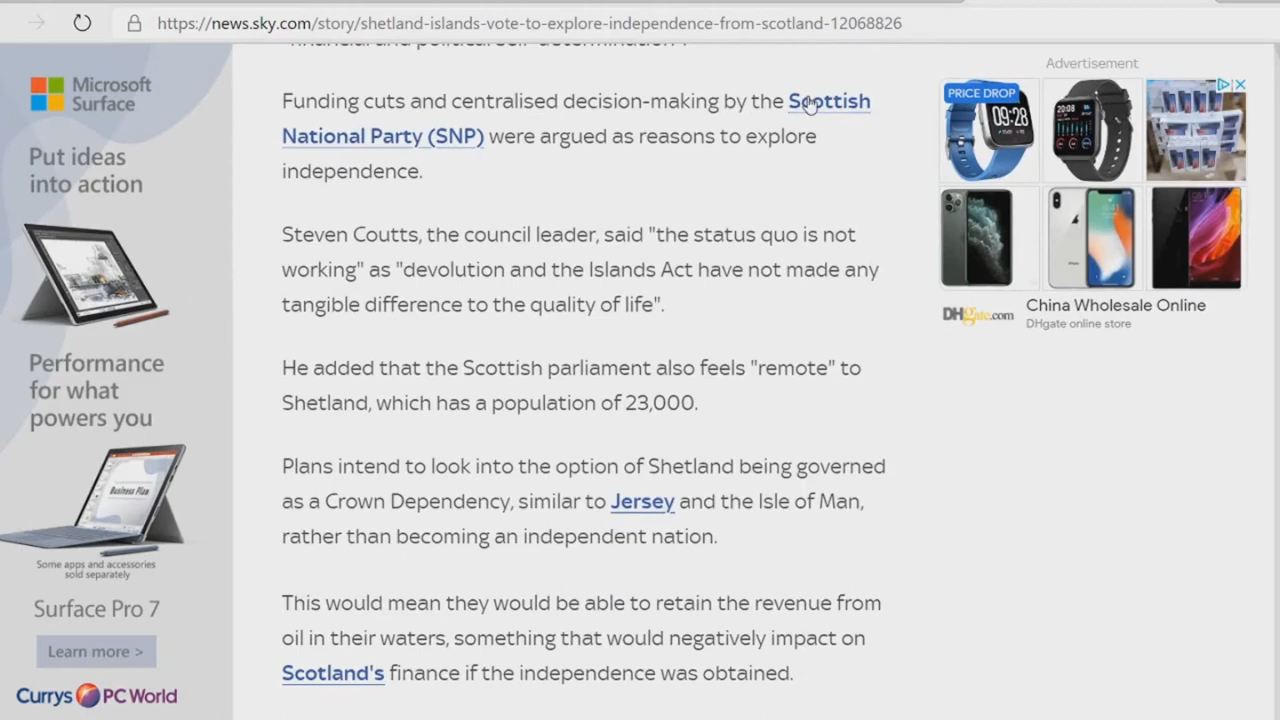 https://news.sky.com/story/shetland-islands-vote-to-explore-independence-from-scotland-12068826
Microsoft
Surface
Put ideas
into action
Performance
for what
powers you
Business Plan
Some apps and accessories
sold separately
Surface Pro 7
Learn more >
Currys PC World
financial and political self-determination".
Funding cuts and centralised decision-making by the Scottish
National Party (SNP) were argued as reasons to explore
independence.
Steven Coutts, the council leader, said "the status quo is not
working" as "devolution and the Islands Act have not made any
tangible difference to the quality of life".
He added that the Scottish parliament also feels "remote" to
Shetland, which has a population of 23,000.
Plans intend to look into the option of Shetland being governed
as a Crown Dependency, similar to Jersey and the Isle of Man,
rather than becoming an independent nation.
This would mean they would be able to retain the revenue from
oil in their waters, something that would negatively impact on
Scotland's finance if the independence was obtained.
Advertisement
PRICE DROP
09:28
20:08
DHgate.com
China Wholesale Online
DHgate online store